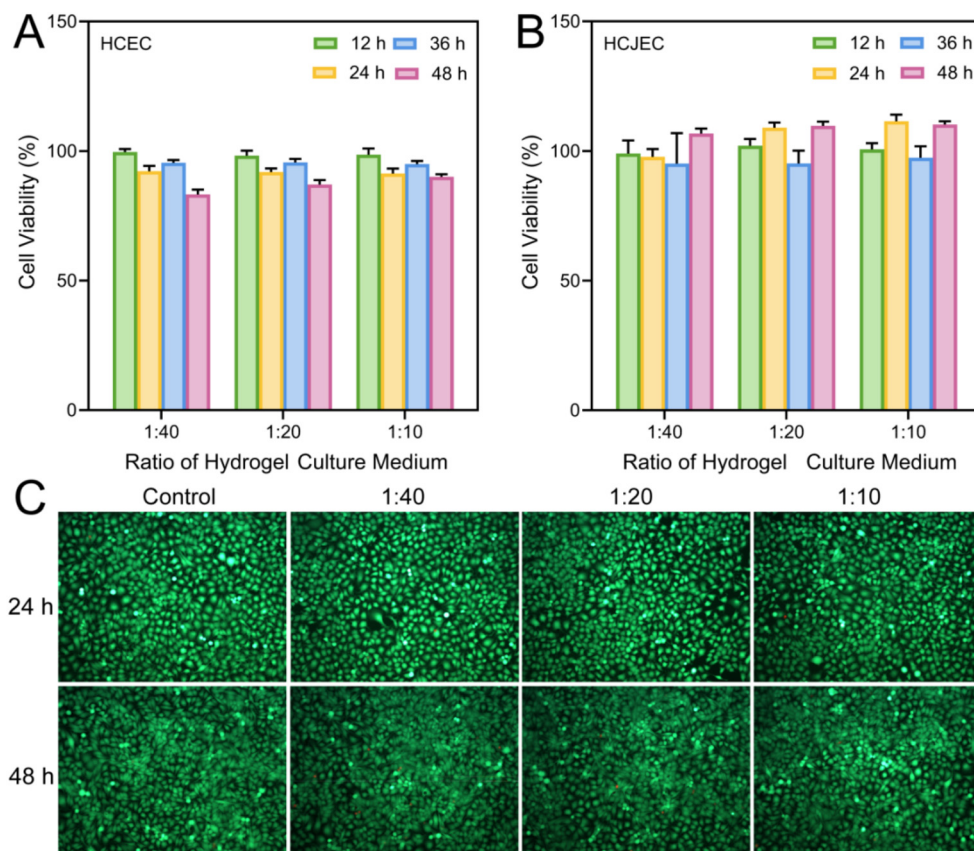 A
HCEC
12 h
36 h
24 h
48 h
150
100
50
0
Cell Viability (%)
1:40
1:20
1:10
Ratio of Hydrogel Culture Medium
B
HCJEC
12 h
36 h
24 h
48 h
150
100
50
0
Cell Viability (%)
1:40
1:20
1:10
Ratio of Hydrogel Culture Medium
C
Control
1:40
1:20
1:10
24 h
48 h